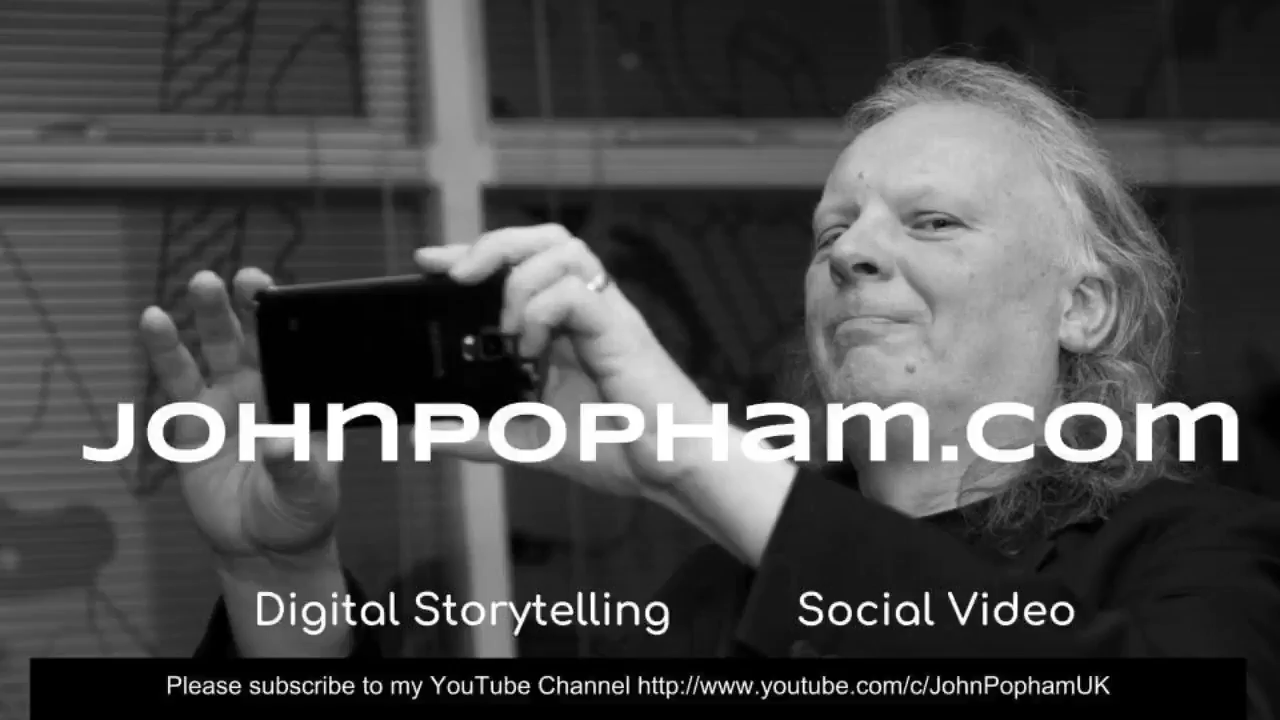 JOHNPOPHam.com
Digital Storytelling Social Video
Please subscribe to my YouTube Channel http://www.youtube.com/c/JohnPophamUK